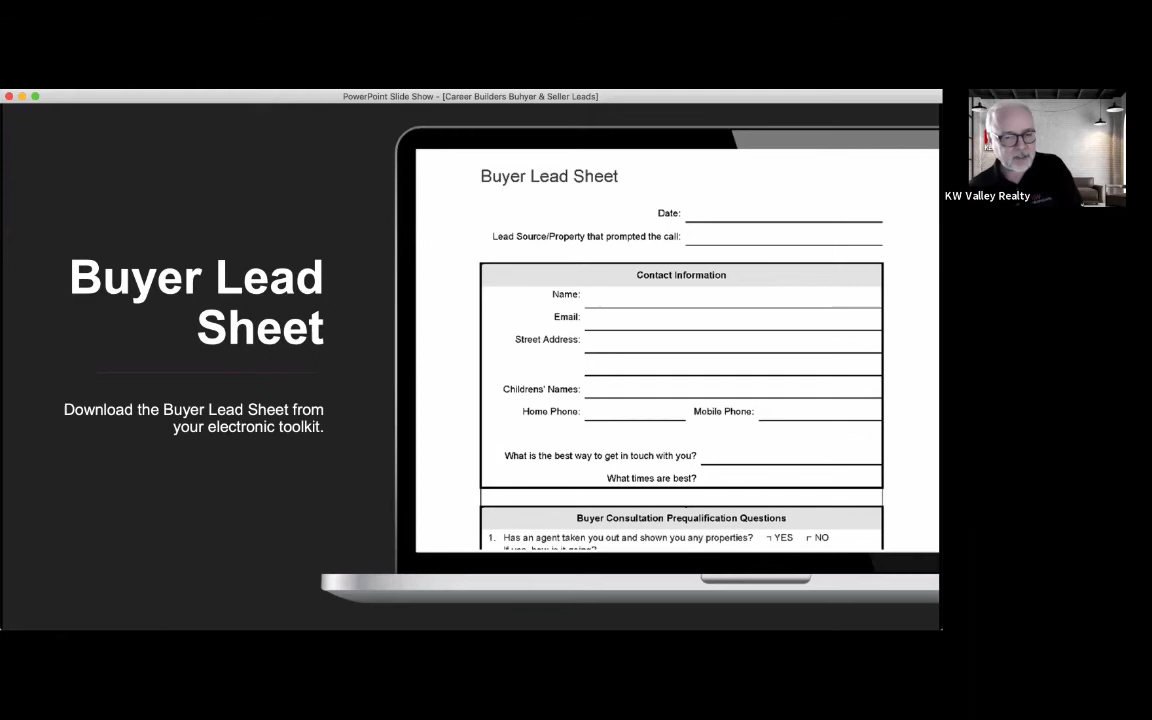 PowerPoint Slide Show - [Career Builders Buhyer & Seller Leads]
Buyer Lead
Sheet
Download the Buyer Lead Sheet from
your electronic toolkit.
Buyer Lead Sheet
Date:
Lead Source/Property that prompted the call:
Contact Information
Name:
Email:
Street Address:
Childrens' Names:
Home Phone: Mobile Phone:
What is the best way to get in touch with you?
What times are best?
Buyer Consultation Prequalification Questions
1. Has an agent taken you out and shown you any properties? YES NO
KW Valley Realty